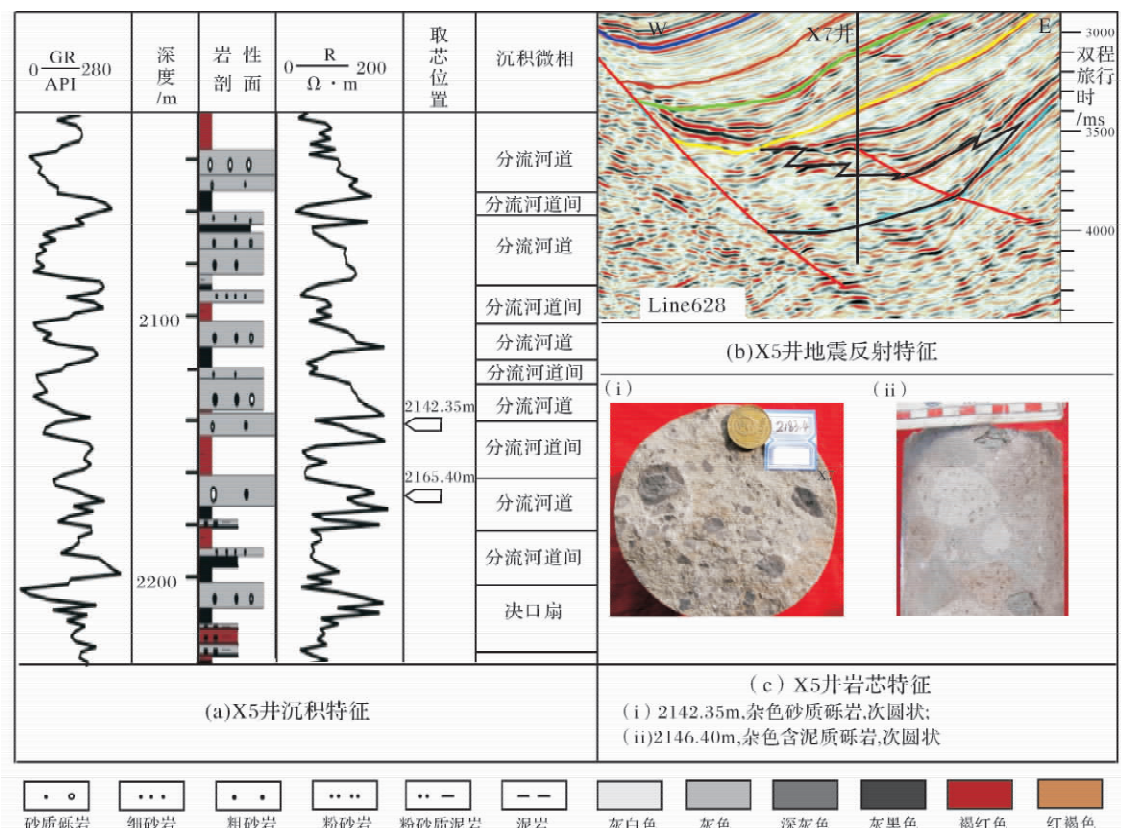 GR
0 280
API
深度/m
岩性剖面
R
0 200
Ω·m
取芯位置
沉积微相
2100
2200
2142.35m
2165.40m
分流河道
分流河道间
分流河道
分流河道间
分流河道
分流河道间
分流河道
分流河道间
分流河道
分流河道间
决口扇
(a)X5井沉积特征
W
X7井
E
3000
双程
旅行
时
/ms
3500
4000
Line628
(b)X5井地震反射特征
(i)
(ii)
(c)X5井岩芯特征
(i) 2142.35m,杂色砂质砾岩,次圆状;
(ii)2146.40m,杂色含泥质砾岩,次圆状
砂质砾岩 细砂岩 粗砂岩 粉砂岩 粉砂质泥岩 泥岩 灰白色 灰色 深灰色 灰黑色 褐红色 红褐色